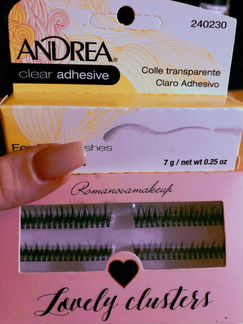 240230
ANDREA®
clear adhesive
Colle transparente
Claro Adhesivo
7 g / net wt 0.25 oz
Romanovamakeup
Lovely clusters